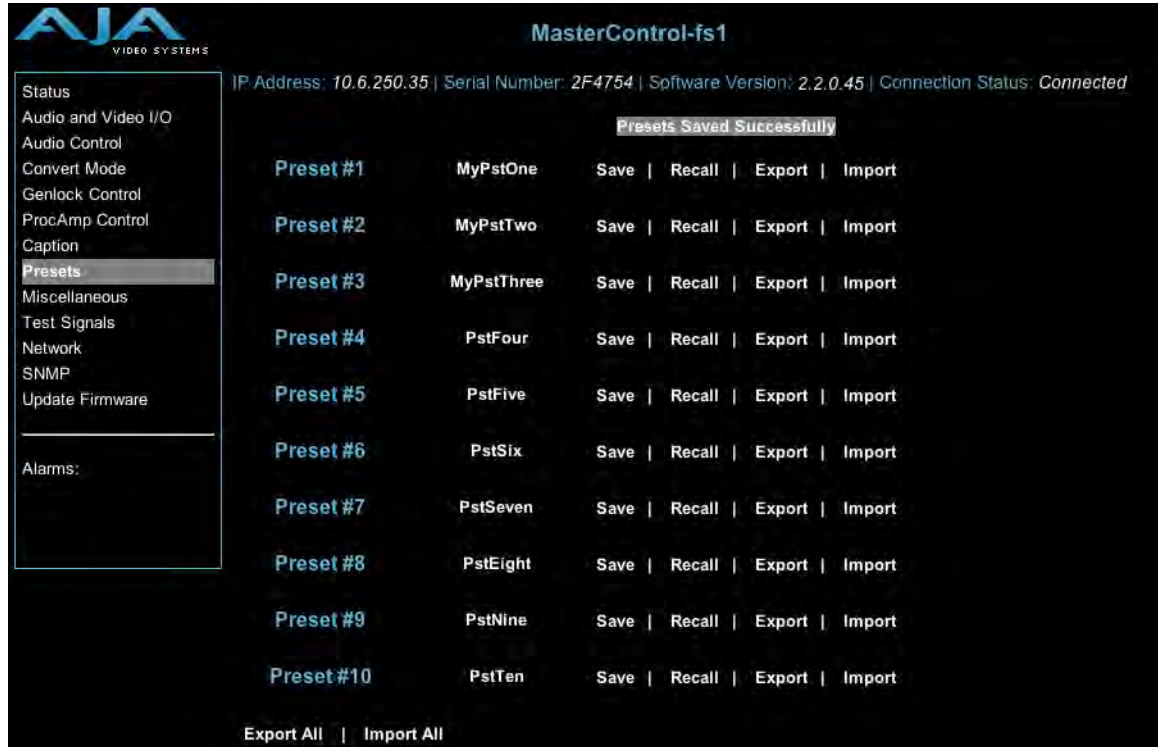 AJA
VIDEO SYSTEMS
MasterControl-fs1
IP Address: 10.6.250.35 | Serial Number: 2F4754 | Software Version: 2.2.0.45 | Connection Status: Connected
Status
Audio and Video I/O
Audio Control
Convert Mode
Genlock Control
ProcAmp Control
Caption
Presets
Miscellaneous
Test Signals
Network
SNMP
Update Firmware
Alarms:
Presets Saved Successfully
Preset #1 MyPstOne Save | Recall | Export | Import
Preset #2 MyPstTwo Save | Recall | Export | Import
Preset #3 MyPstThree Save | Recall | Export | Import
Preset #4 PstFour Save | Recall | Export | Import
Preset #5 PstFive Save | Recall | Export | Import
Preset #6 PstSix Save | Recall | Export | Import
Preset #7 PstSeven Save | Recall | Export | Import
Preset #8 PstEight Save | Recall | Export | Import
Preset #9 PstNine Save | Recall | Export | Import
Preset #10 PstTen Save | Recall | Export | Import
Export All | Import All